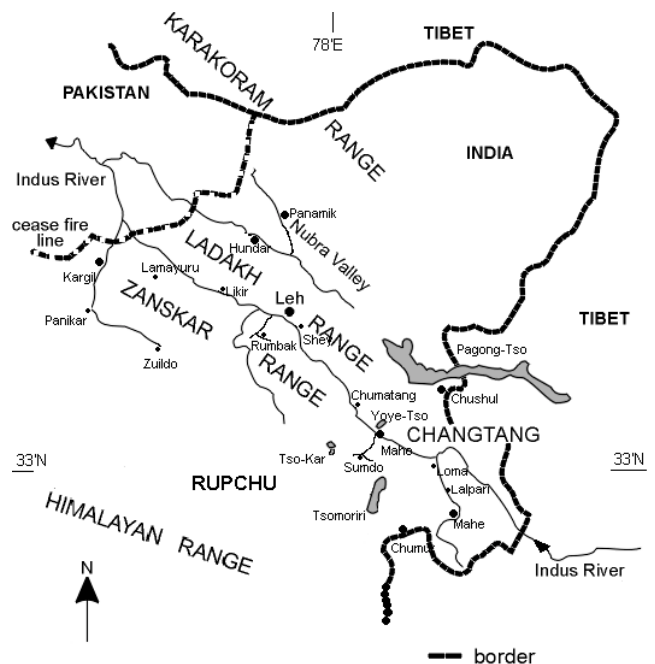 78'E
TIBET
KARAKORAM
PAKISTAN
RANGE
INDIA
Indus River
Panamik
cease fire
line
Nubra Valley
Hundar
LADAKH
Kargil
Lamayuru
Likir
ZANSKAR
Leh
Panikar
RANGE
Shey
TIBET
Rumbak
Zuildo
Pagong-Tso
RANGE
Chushul
Chumatang
Yoye-Tso
CHANGTANG
Maho
33'N
Tso-Kar
Sumdo
Loma
33'N
RUPCHU
Lalpari
Tsomoriri
HIMALAYAN RANGE
Mahe
Chumur
N
Indus River
border